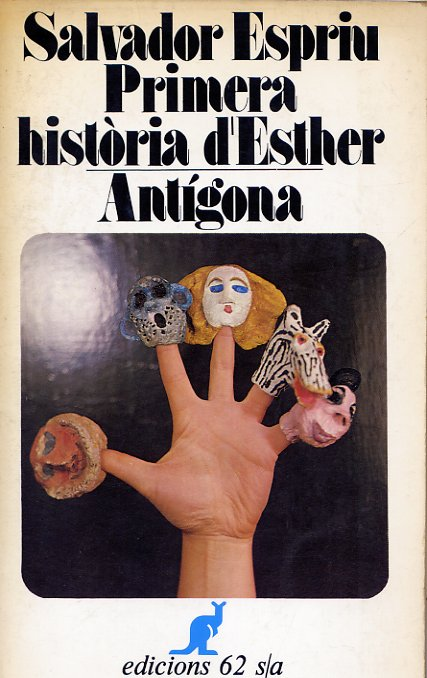 Salvador Espriu
Primera
història d'Esther
Antígona
edicions 62 s/a